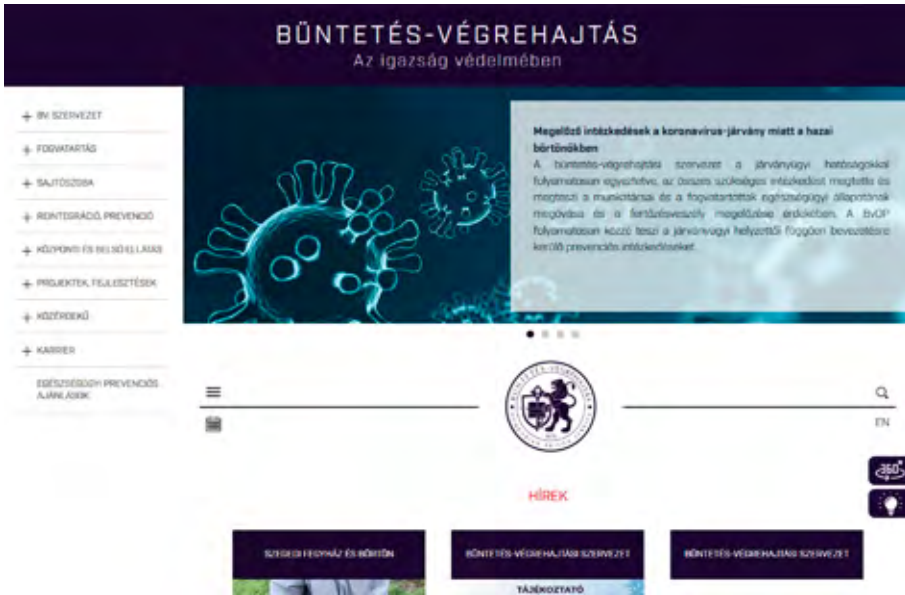 BÜNTETÉS-VÉGREHAJTÁS
Az igazság védelmében
BV. SZERVEZET
FOGVATARTÁS
SAJTÓSZOBA
REINTEGRÁCIÓ, PREVENCIÓ
KÖZPONTI ÉS BELSŐ ELLÁTÁS
PROJEKTEK, FEJLESZTÉSEK
KÖZÉRDEKŰ
KARRIER
EGÉSZSÉGÜGYI PREVENCIÓS
AJÁNLÁSOK
Megelőző intézkedések a koronavírus-járvány miatt a hazai
börtönökben
A büntetés-végrehajtási szervezet a járványügyi hatóságokkal
folyamatosan egyeztetve, az összes szükséges intézkedést megtette és
megteszi a munkatársai és a fogvatartottak egészségügyi állapotának
megóvása és a fertőzésveszély megelőzése érdekében. A BvOP
folyamatosan közzé teszi a járványügyi helyzettől függően bevezetésre
kerülő prevenciós intézkedéseket.
EN
360°
HÍREK
SZEGEDI FEGYHÁZ ÉS BÖRTÖN
BÜNTETÉS-VÉGREHAJTÁSI SZERVEZET
BÜNTETÉS-VÉGREHAJTÁSI SZERVEZET
TÁJÉKOZTATÓ